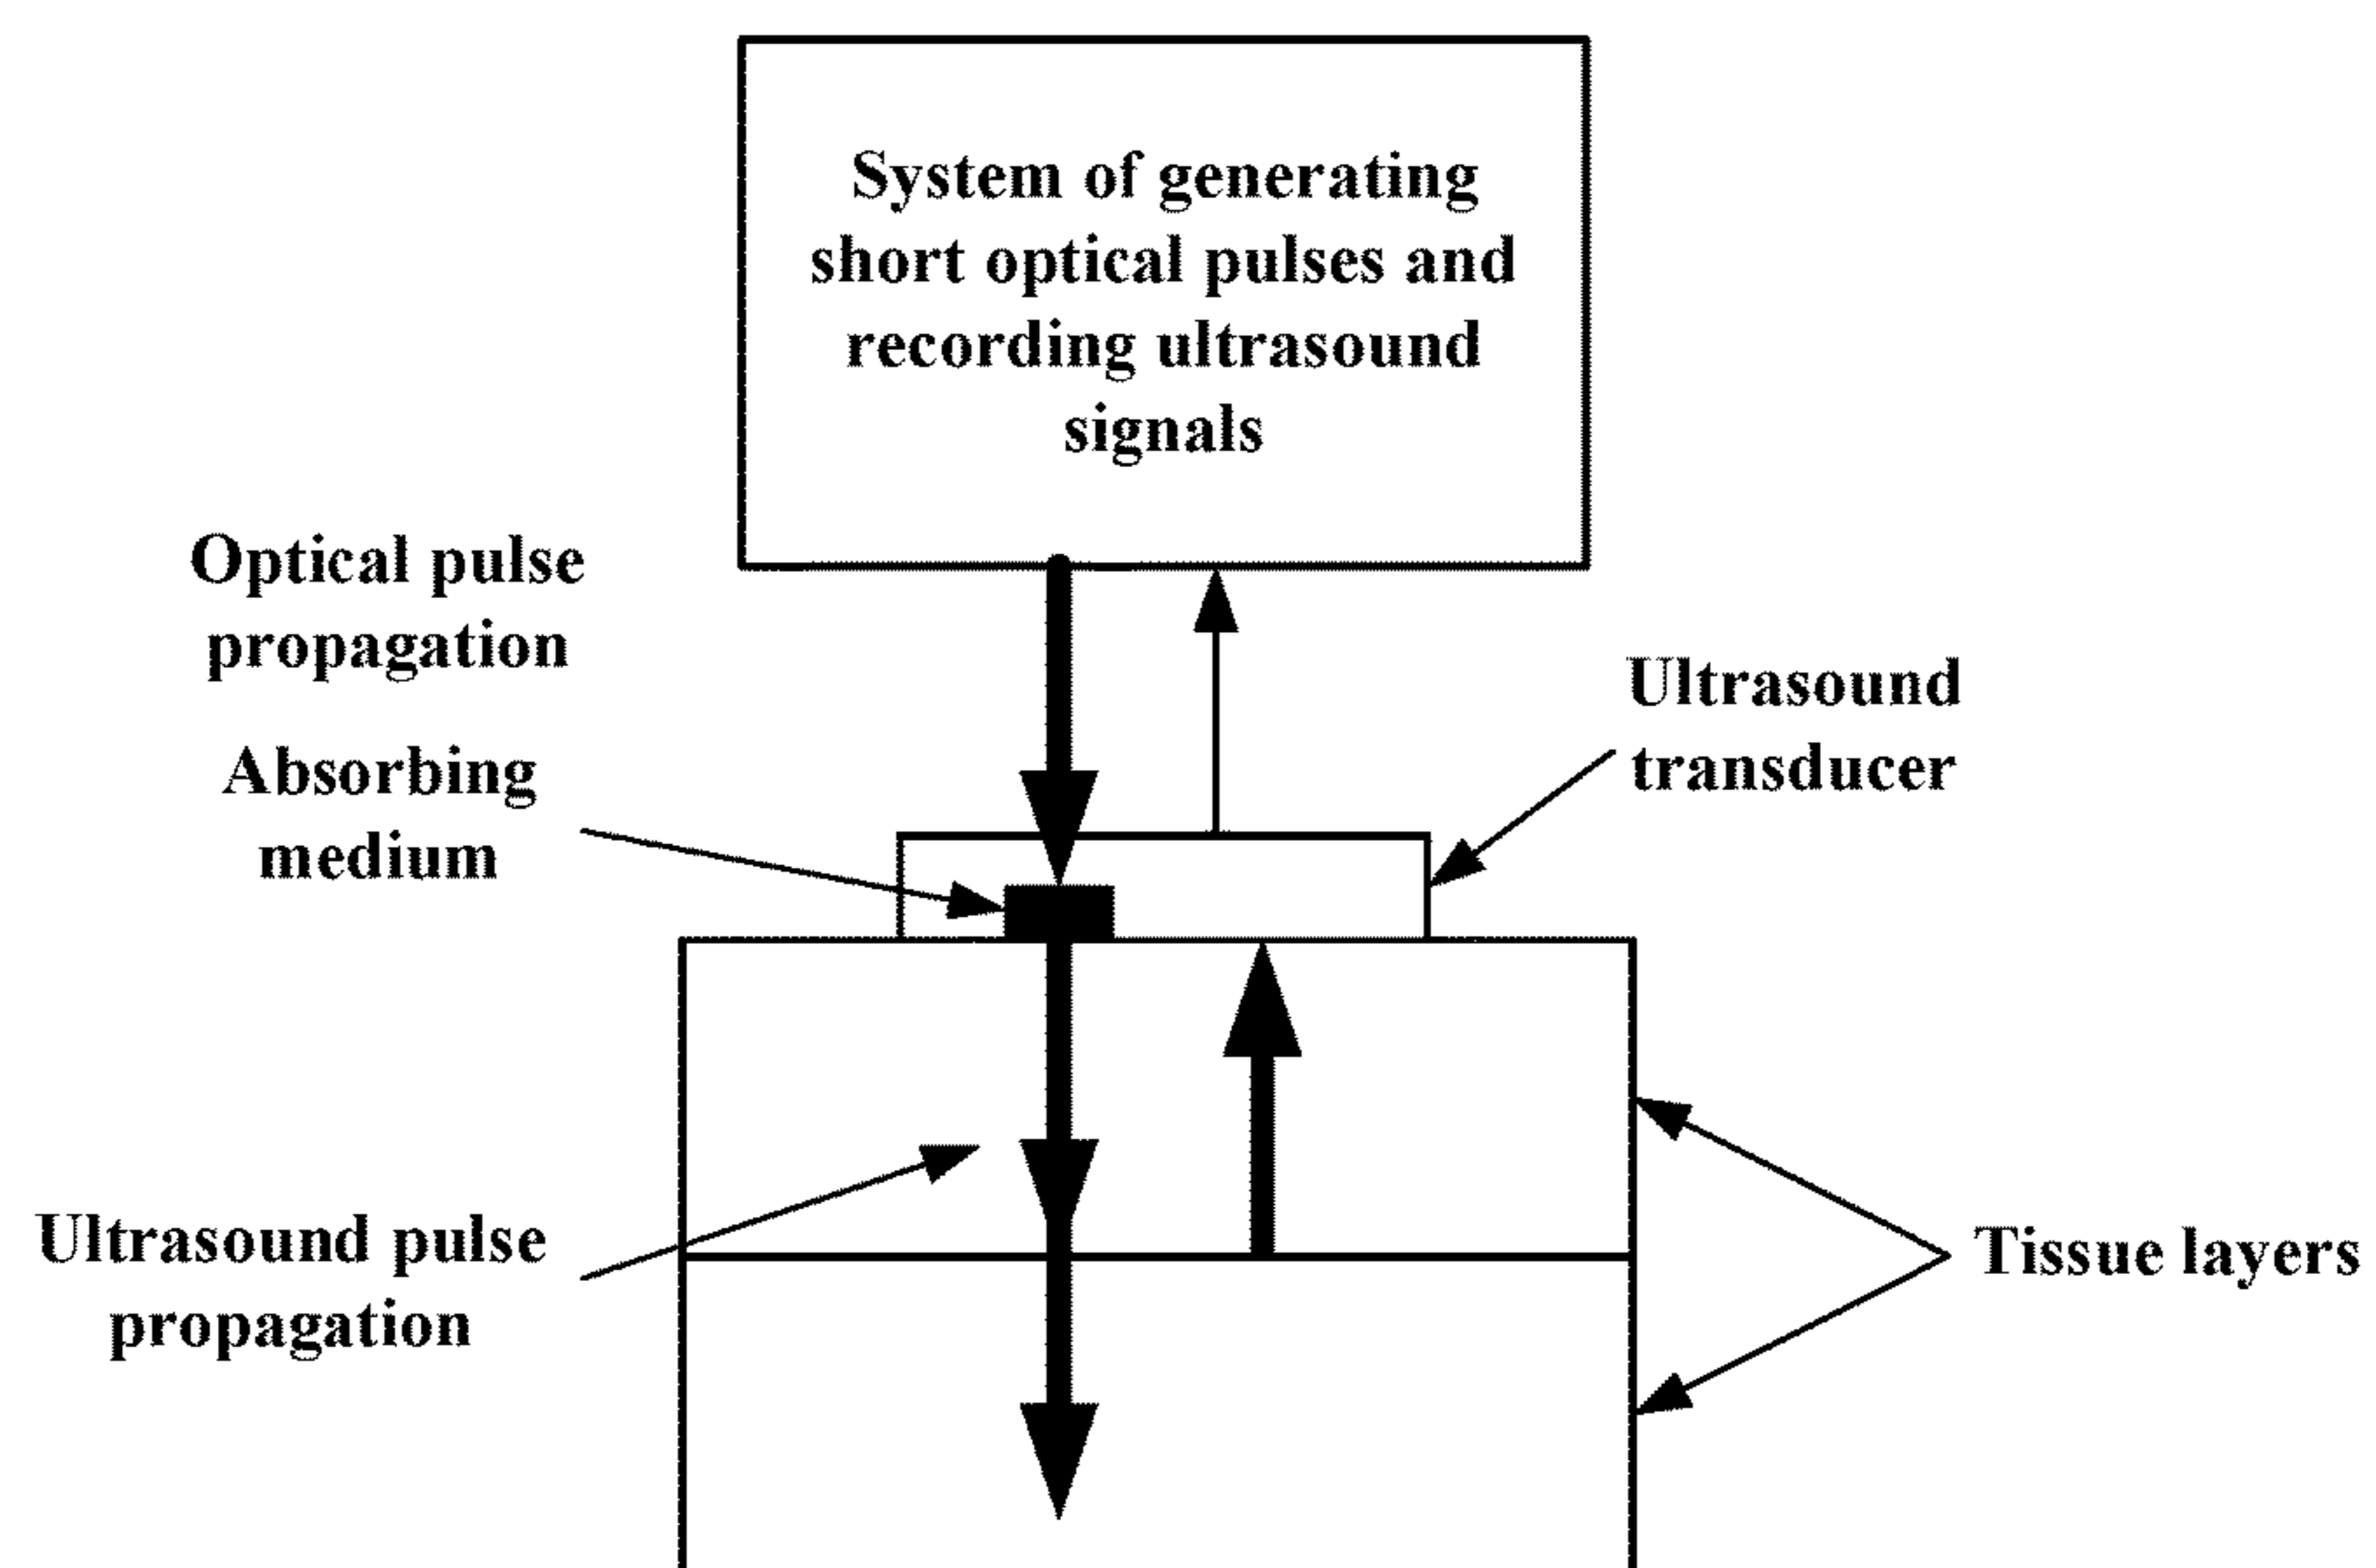 System of generating
short optical pulses and
recording ultrasound
signals
Optical pulse
propagation
Absorbing
medium
Ultrasound
transducer
Ultrasound pulse
propagation
Tissue layers